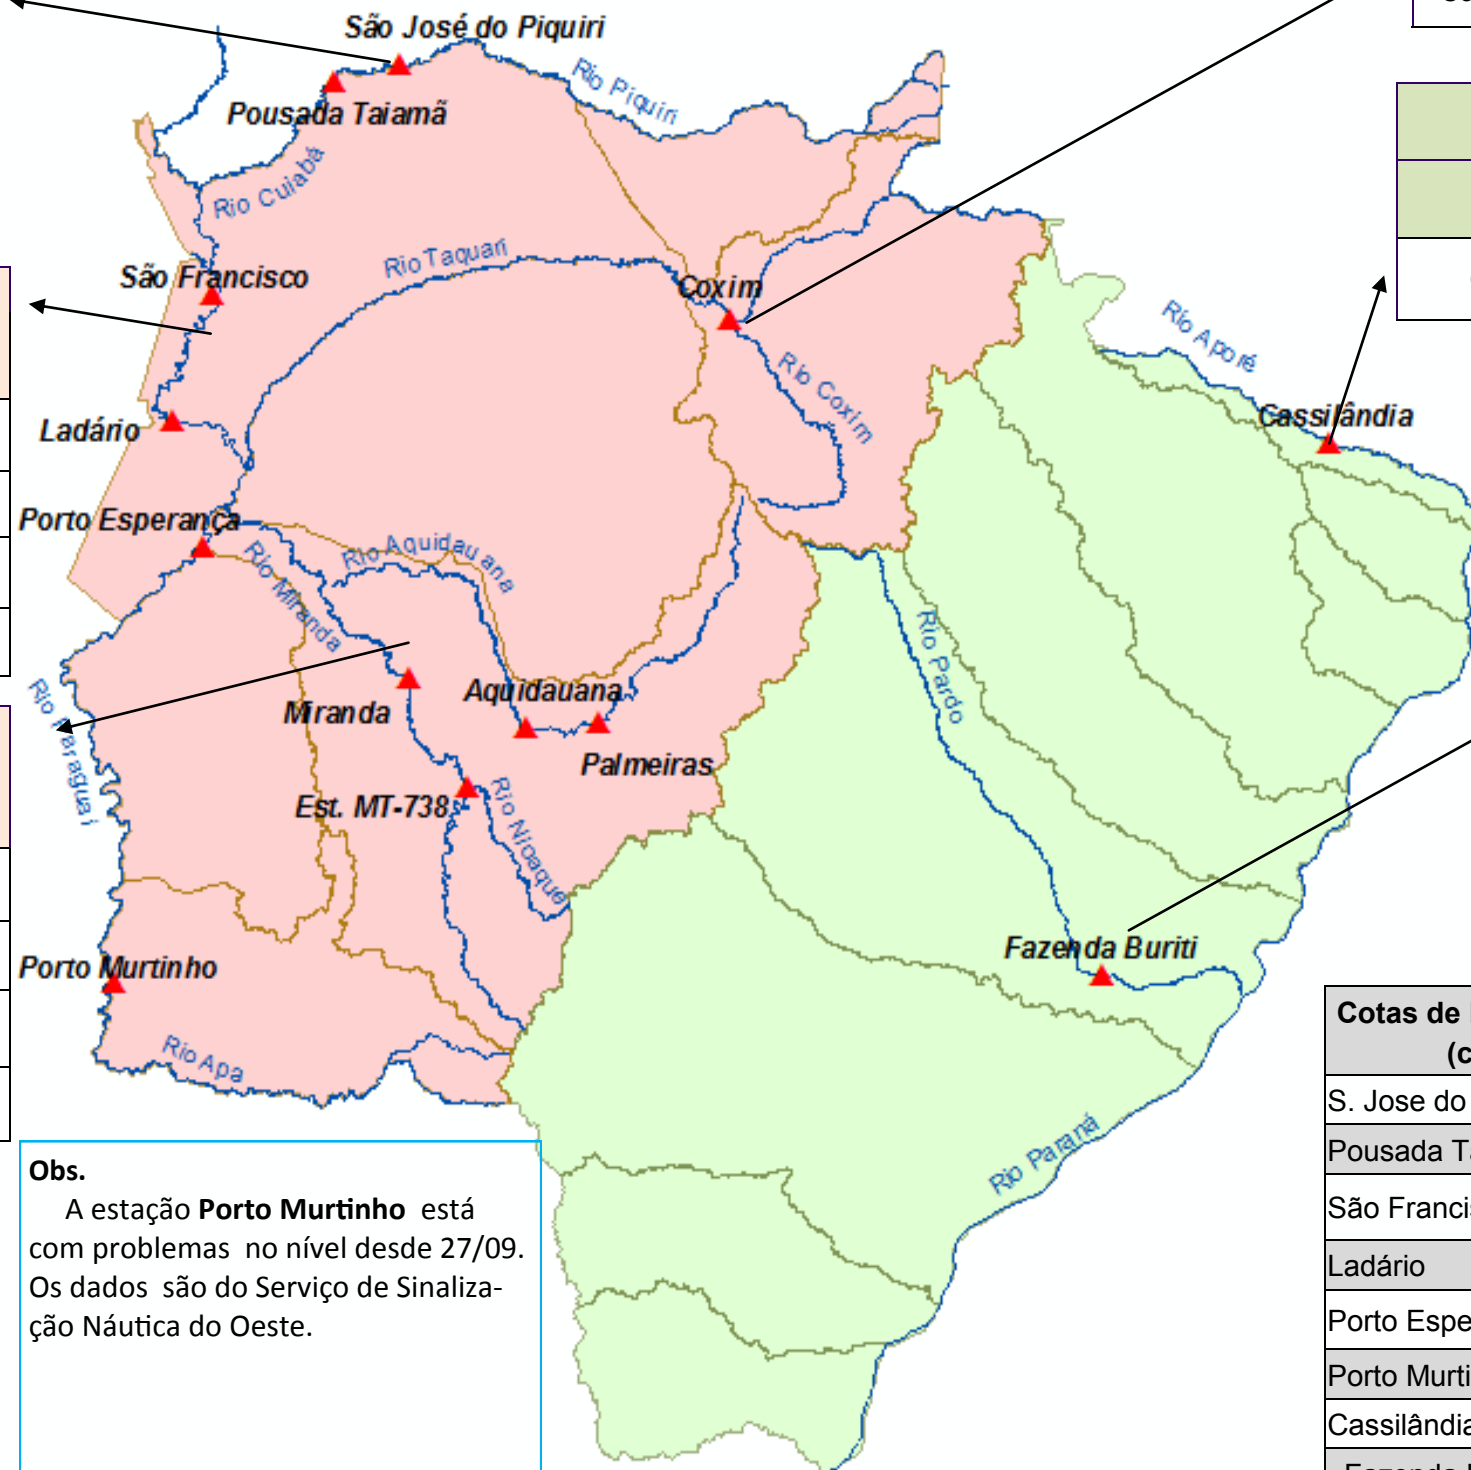 São José do Piquiri
Rio Piquiri
Pousada Taiamã
Rio Cuiabá
Rio Taquari
São Francisco
Coxim
Rio Aporé
Rio Coxim
Cassilândia
Ladário
Porto Esperança
Rio Aquidauana
Rio Miranda
Rio Pardo
Rio Paraguai
Aquidauana
Miranda
Palmeiras
Est. MT-738
Rio Nioaque
Fazenda Buriti
Porto Murtinho
Rio Apa
Rio Paraná
Obs.
A estação Porto Murtinho está
com problemas no nível desde 27/09.
Os dados são do Serviço de Sinaliza-
ção Náutica do Oeste.
Cotas de
(c
S. Jose do
Pousada Ta
São Franci
Ladário
Porto Espe
Porto Murti
Cassilândia